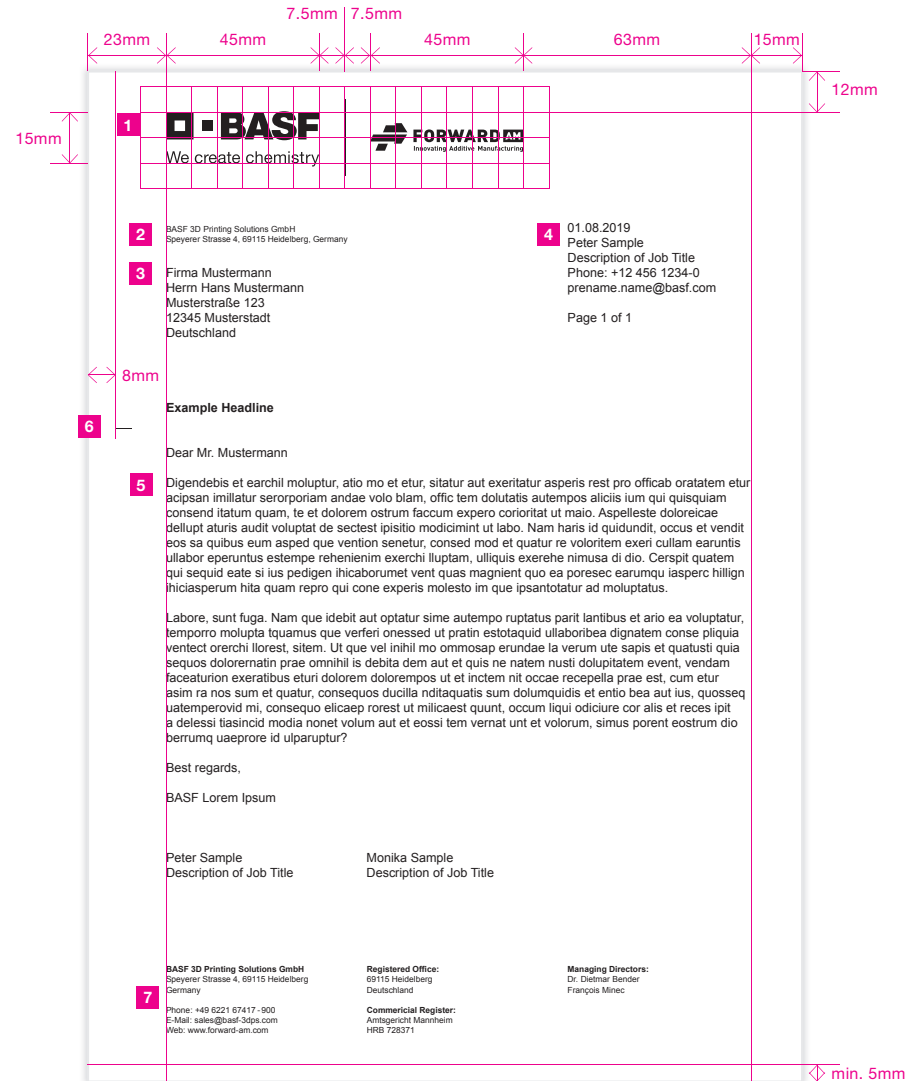 7.5mm 7.5mm
23mm 45mm 45mm 63mm 15mm
12mm
15mm
1
BASF
We create chemistry
FORWARD AM
Innovating Additive Manufacturing
2
BASF 3D Printing Solutions GmbH
Speyerer Strasse 4, 69115 Heidelberg, Germany
3
Firma Mustermann
Herrn Hans Mustermann
Musterstraße 123
12345 Musterstadt
Deutschland
4
01.08.2019
Peter Sample
Description of Job Title
Phone: +12 456 1234-0
prename.name@basf.com
Page 1 of 1
8mm
6
Example Headline
Dear Mr. Mustermann
5
Digendebis et earchil moluptur, atio mo et etur, sitatur aut exeritatur asperis rest pro officab oratatem etur
acipsan imillatur serorporiam andae volo blam, offic tem dolutatis autempos aliciis ium qui quisquiam
consend itatum quam, te et dolorem ostrum faccum expero corioritat ut maio. Aspelleste doloreicae
dellupt aturis audit voluptat de sectest ipisitio modicimint ut labo. Nam haris id quidundit, occus et vendit
eos sa quibus eum asped que vention senetur, consed mod et quatur re voloritem exeri cullam earuntis
ullabor eperuntus estempe rehenienim exerchi lluptam, ulliquis exerehe nimusa di dio. Cerspit quatem
qui sequid eate si ius pedigen ihicaborumet vent quas magnient quo ea poresec earumqu iasperc hillign
ihiciasperum hita quam repro qui cone experis molesto im que ipsantotatur ad moluptatus.
Labore, sunt fuga. Nam que idebit aut optatur sime autempo ruptatus parit lantibus et ario ea voluptatur,
temporro molupta tquamus que verferi onessed ut pratin estotaquid ullaboribea dignatem conse pliquia
ventect orerchi llorest, sitem. Ut que vel inihil mo ommosap erundae la verum ute sapis et quatusti quia
sequos dolorernatin prae omnihil is debita dem aut et quis ne natem nusti dolupitatem event, vendam
faceaturion exeratibus eturi dolorem dolorempos ut et inctem nit occae recepella prae est, cum etur
asim ra nos sum et quatur, consequos ducilla nditaquatis sum dolumquidis et entio bea aut ius, quosseq
uatemperovid mi, consequo elicaep rorest ut milicaest quunt, occum liqui odiciure cor alis et reces ipit
a delessi tiasincid modia nonet volum aut et eossi tem vernat unt et volorum, simus porent eostrum dio
berrumq uaeprore id ulparuptur?
Best regards,
BASF Lorem Ipsum
Peter Sample
Description of Job Title
Monika Sample
Description of Job Title
7
BASF 3D Printing Solutions GmbH
Speyerer Strasse 4, 69115 Heidelberg
Germany
Phone: +49 6221 67417 - 900
E-Mail: sales@basf-3dps.com
Web: www.forward-am.com
Registered Office:
69115 Heidelberg
Deutschland
Commericial Register:
Amtsgericht Mannheim
HRB 728371
Managing Directors:
Dr. Dietmar Bender
François Minec
min. 5mm